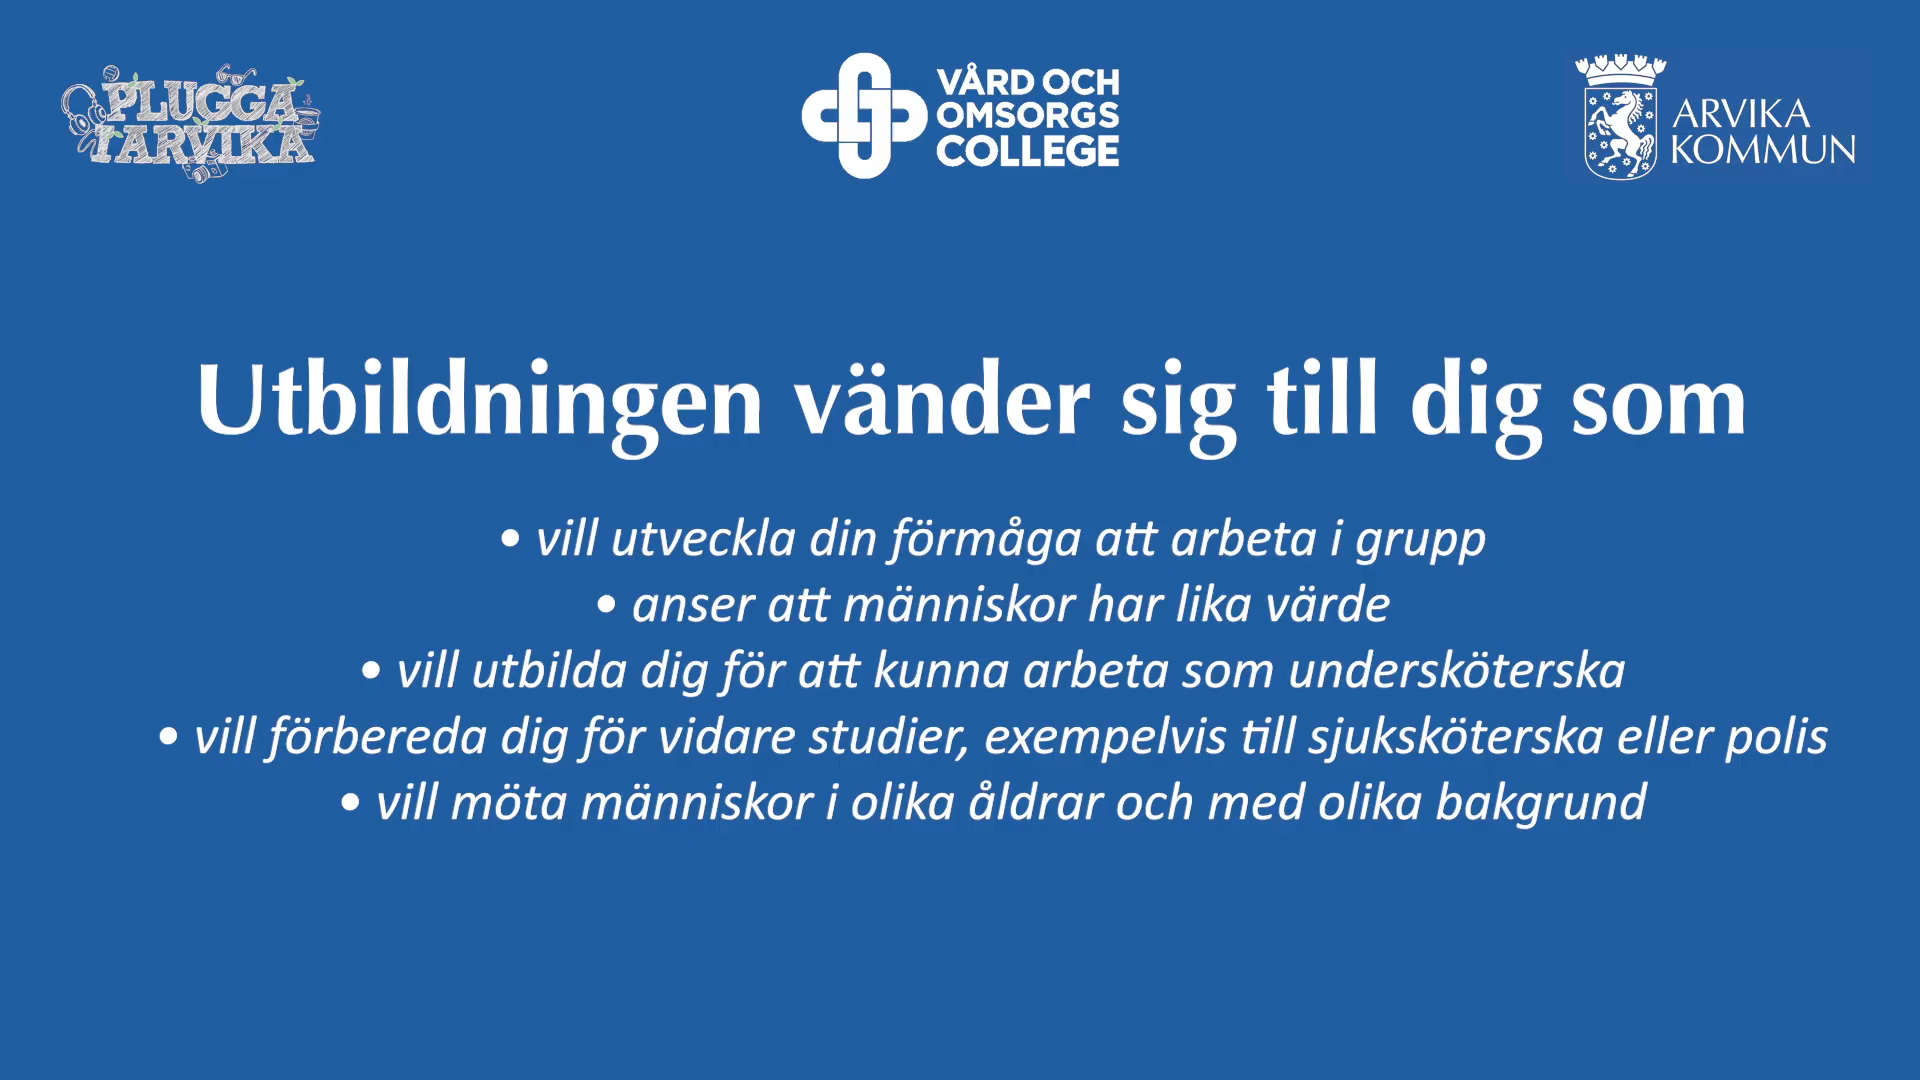 PLUGGA
I ARVIKA
VÅRD OCH
OMSORGS
COLLEGE
ARVIKA
KOMMUN
Utbildningen vänder sig till dig som
• vill utveckla din förmåga att arbeta i grupp
• anser att människor har lika värde
• vill utbilda dig för att kunna arbeta som undersköterska
• vill förbereda dig för vidare studier, exempelvis till sjuksköterska eller polis
• vill möta människor i olika åldrar och med olika bakgrund